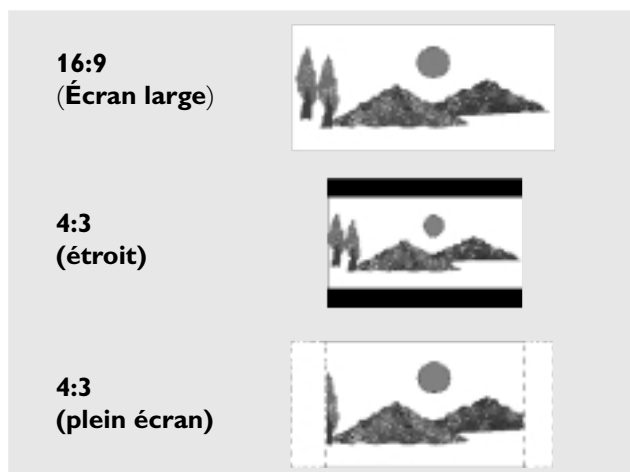 16:9
(Écran large)
4:3
(étroit)
4:3
(plein écran)